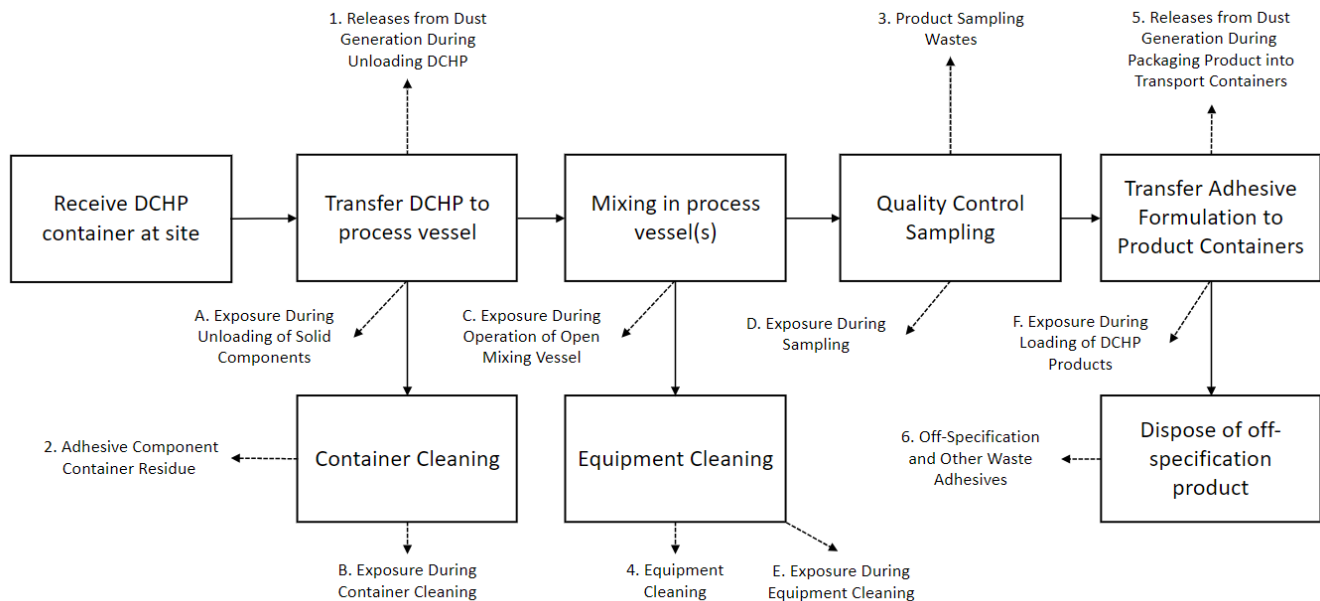 1. Releases from Dust
Generation During
Unloading DCHP
3. Product Sampling
Wastes
5. Releases from Dust
Generation During
Packaging Product into
Transport Containers
Receive DCHP
container at site
Transfer DCHP to
process vessel
Mixing in process
vessel(s)
Quality Control
Sampling
Transfer Adhesive
Formulation to
Product Containers
A. Exposure During
Unloading of Solid
Components
C. Exposure During
Operation of Open
Mixing Vessel
D. Exposure During
Sampling
F. Exposure During
Loading of DCHP
Products
2. Adhesive Component
Container Residue
Container Cleaning
Equipment Cleaning
6. Off-Specification
and Other Waste
Adhesives
Dispose of off-
specification
product
B. Exposure During
Container Cleaning
4. Equipment
Cleaning
E. Exposure During
Equipment Cleaning